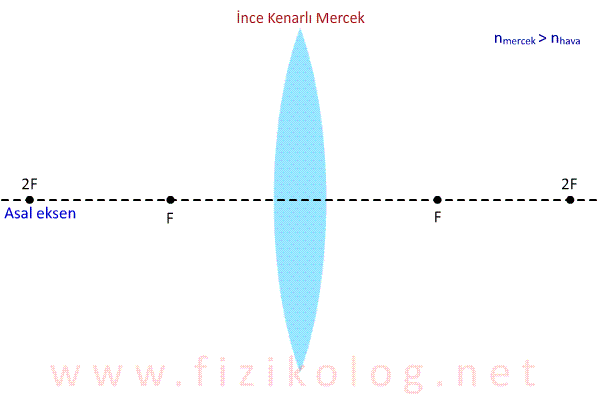 İnce Kenarlı Mercek
nmercek > nhava
2F
2F
Asal eksen
F
F
www.fizikolog.net